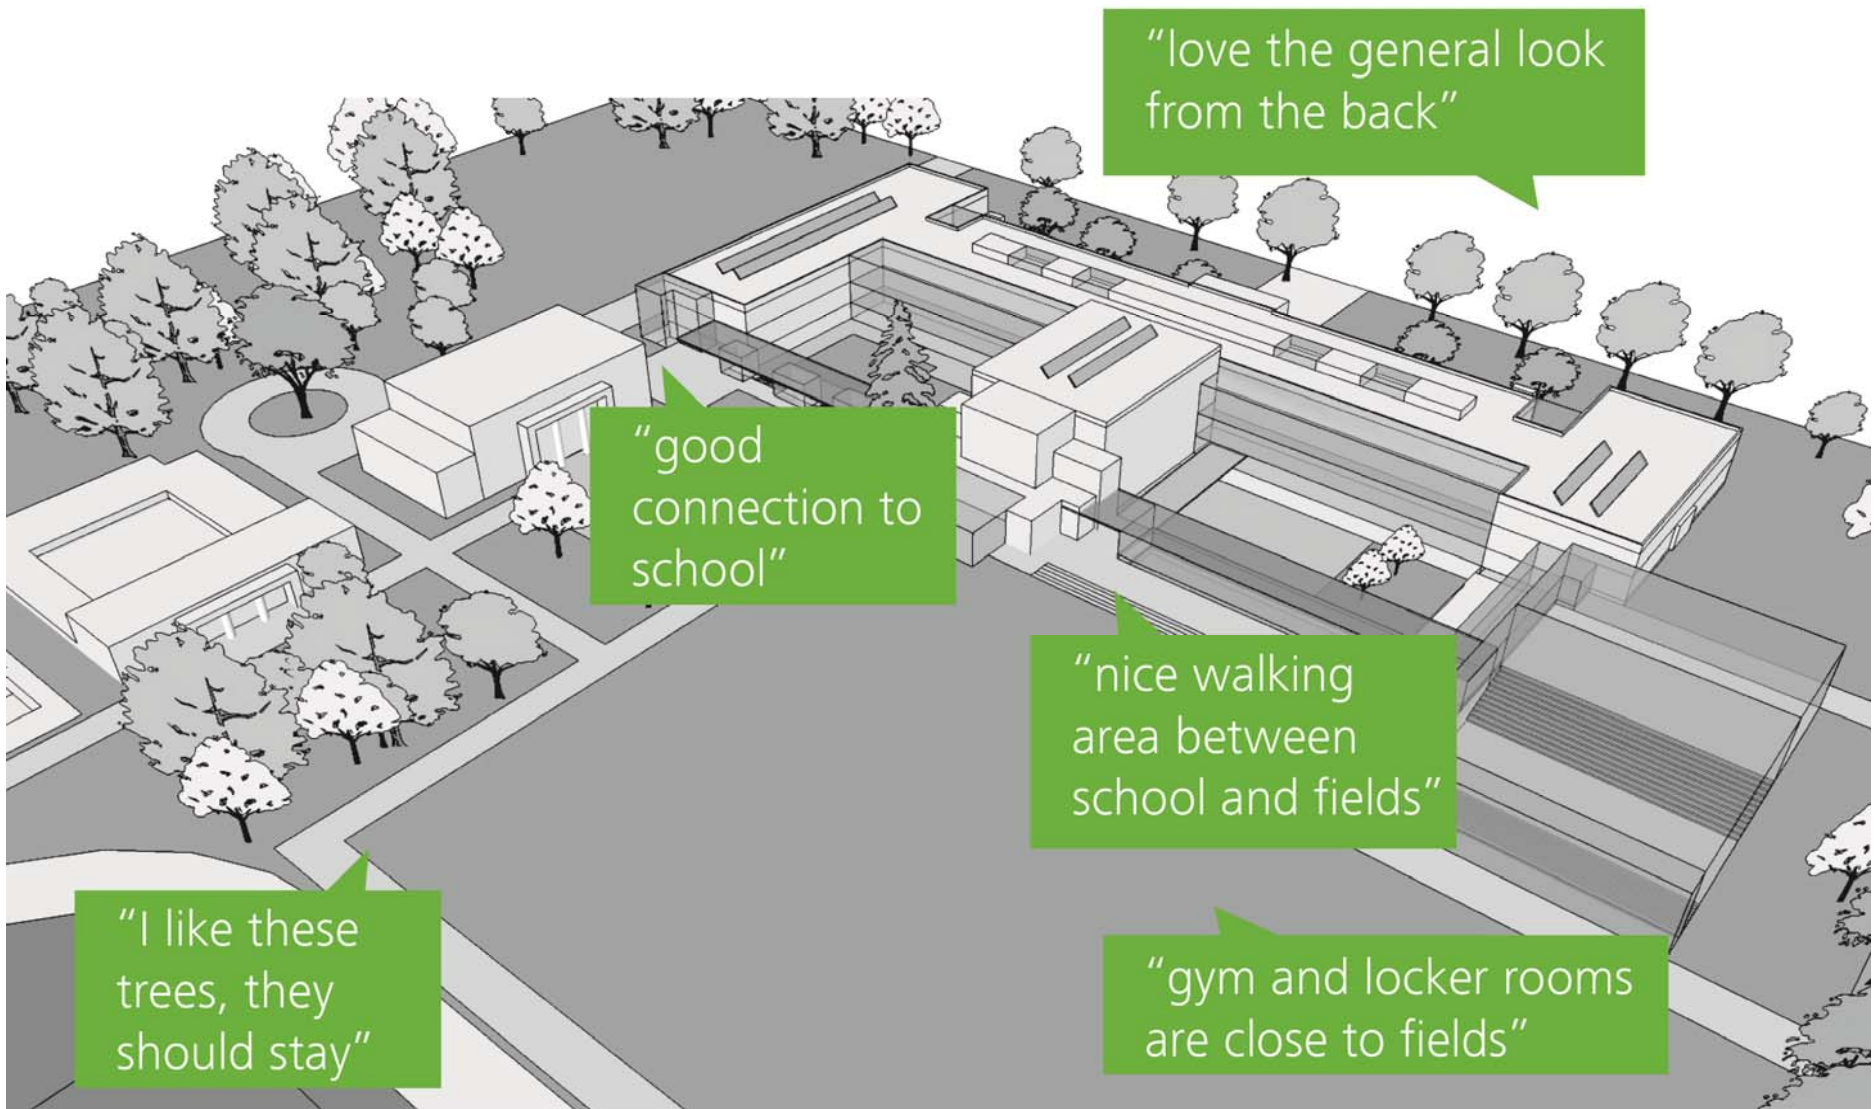 “love the general look
from the back”
“good
connection to
school”
“nice walking
area between
school and fields”
“I like these
trees, they
should stay”
“gym and locker rooms
are close to fields”